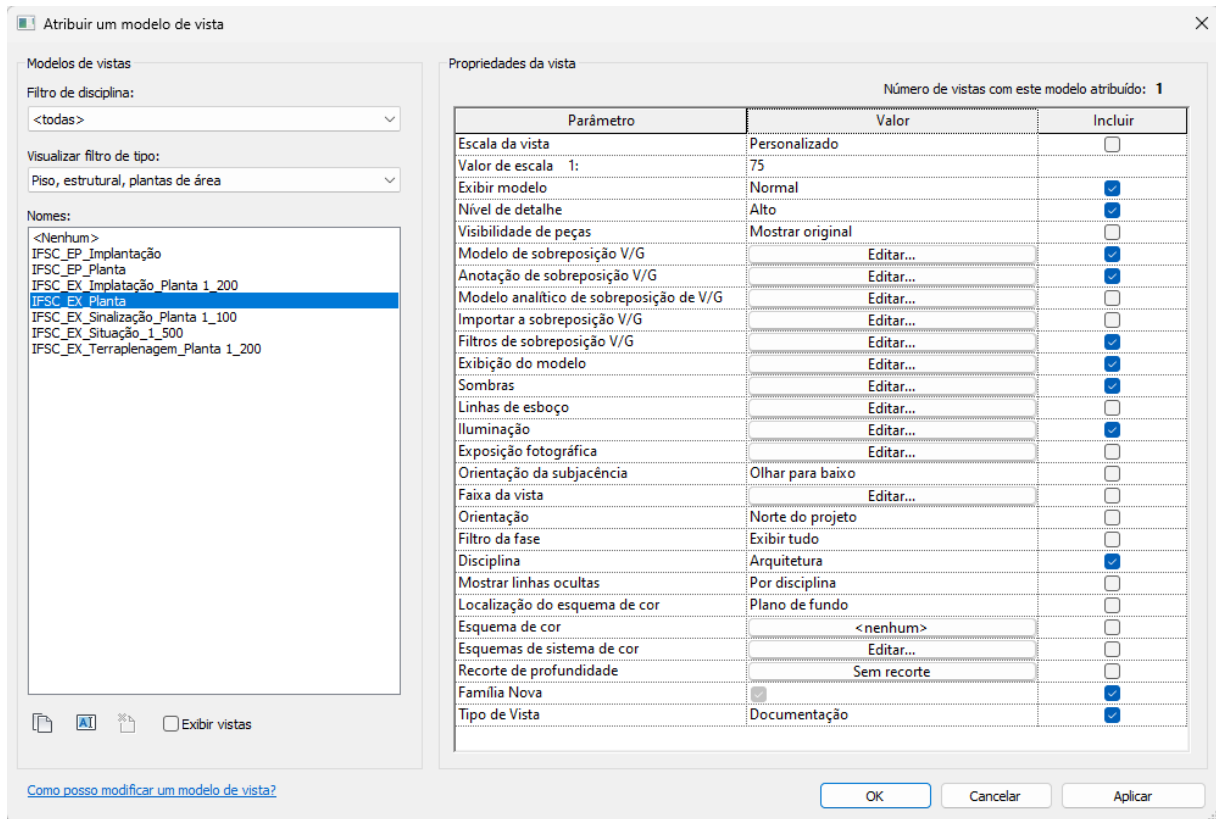 Atribuir um modelo de vista
Modelos de vistas
Filtro de disciplina:
<todas>
Visualizar filtro de tipo:
Piso, estrutural, plantas de área
Nomes:
<Nenhum>
IFSC_EP_Implantação
IFSC_EP_Planta
IFSC_EX_Implatação_Planta 1_200
IFSC_EX_Planta
IFSC_EX_Sinalização_Planta 1_100
IFSC_EX_Situação_1_500
IFSC_EX_Terraplenagem_Planta 1_200
Exibir vistas
Como posso modificar um modelo de vista?
Propriedades da vista
Número de vistas com este modelo atribuído: 1
Parâmetro Valor Incluir
Escala da vista Personalizado
Valor de escala 1: 75
Exibir modelo Normal
Nível de detalhe Alto
Visibilidade de peças Mostrar original
Modelo de sobreposição V/G Editar...
Anotação de sobreposição V/G Editar...
Modelo analítico de sobreposição de V/G Editar...
Importar a sobreposição V/G Editar...
Filtros de sobreposição V/G Editar...
Exibição do modelo Editar...
Sombras Editar...
Linhas de esboço Editar...
Iluminação Editar...
Exposição fotográfica Editar...
Orientação da subjacência Olhar para baixo
Faixa da vista Editar...
Orientação Norte do projeto
Filtro da fase Exibir tudo
Disciplina Arquitetura
Mostrar linhas ocultas Por disciplina
Localização do esquema de cor Plano de fundo
Esquema de cor <nenhum>
Esquemas de sistema de cor Editar...
Recorte de profundidade Sem recorte
Família Nova
Tipo de Vista Documentação
OK Cancelar Aplicar